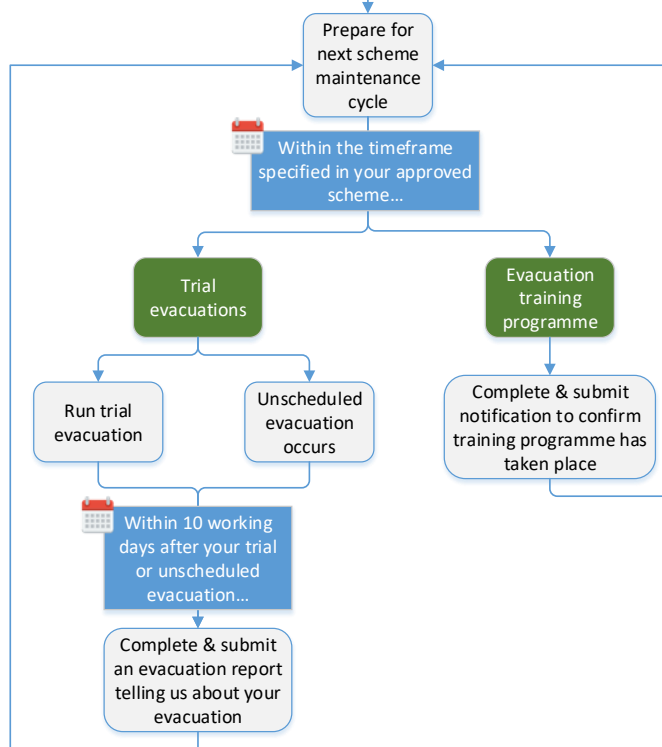 Prepare for
next scheme
maintenance
cycle
Within the timeframe
specified in your approved
scheme…
Trial
evacuations
Evacuation
training
programme
Run trial
evacuation
Unscheduled
evacuation
occurs
Complete & submit
notification to confirm
training programme has
taken place
Within 10 working
days after your trial
or unscheduled
evacuation…
Complete & submit
an evacuation report
telling us about your
evacuation